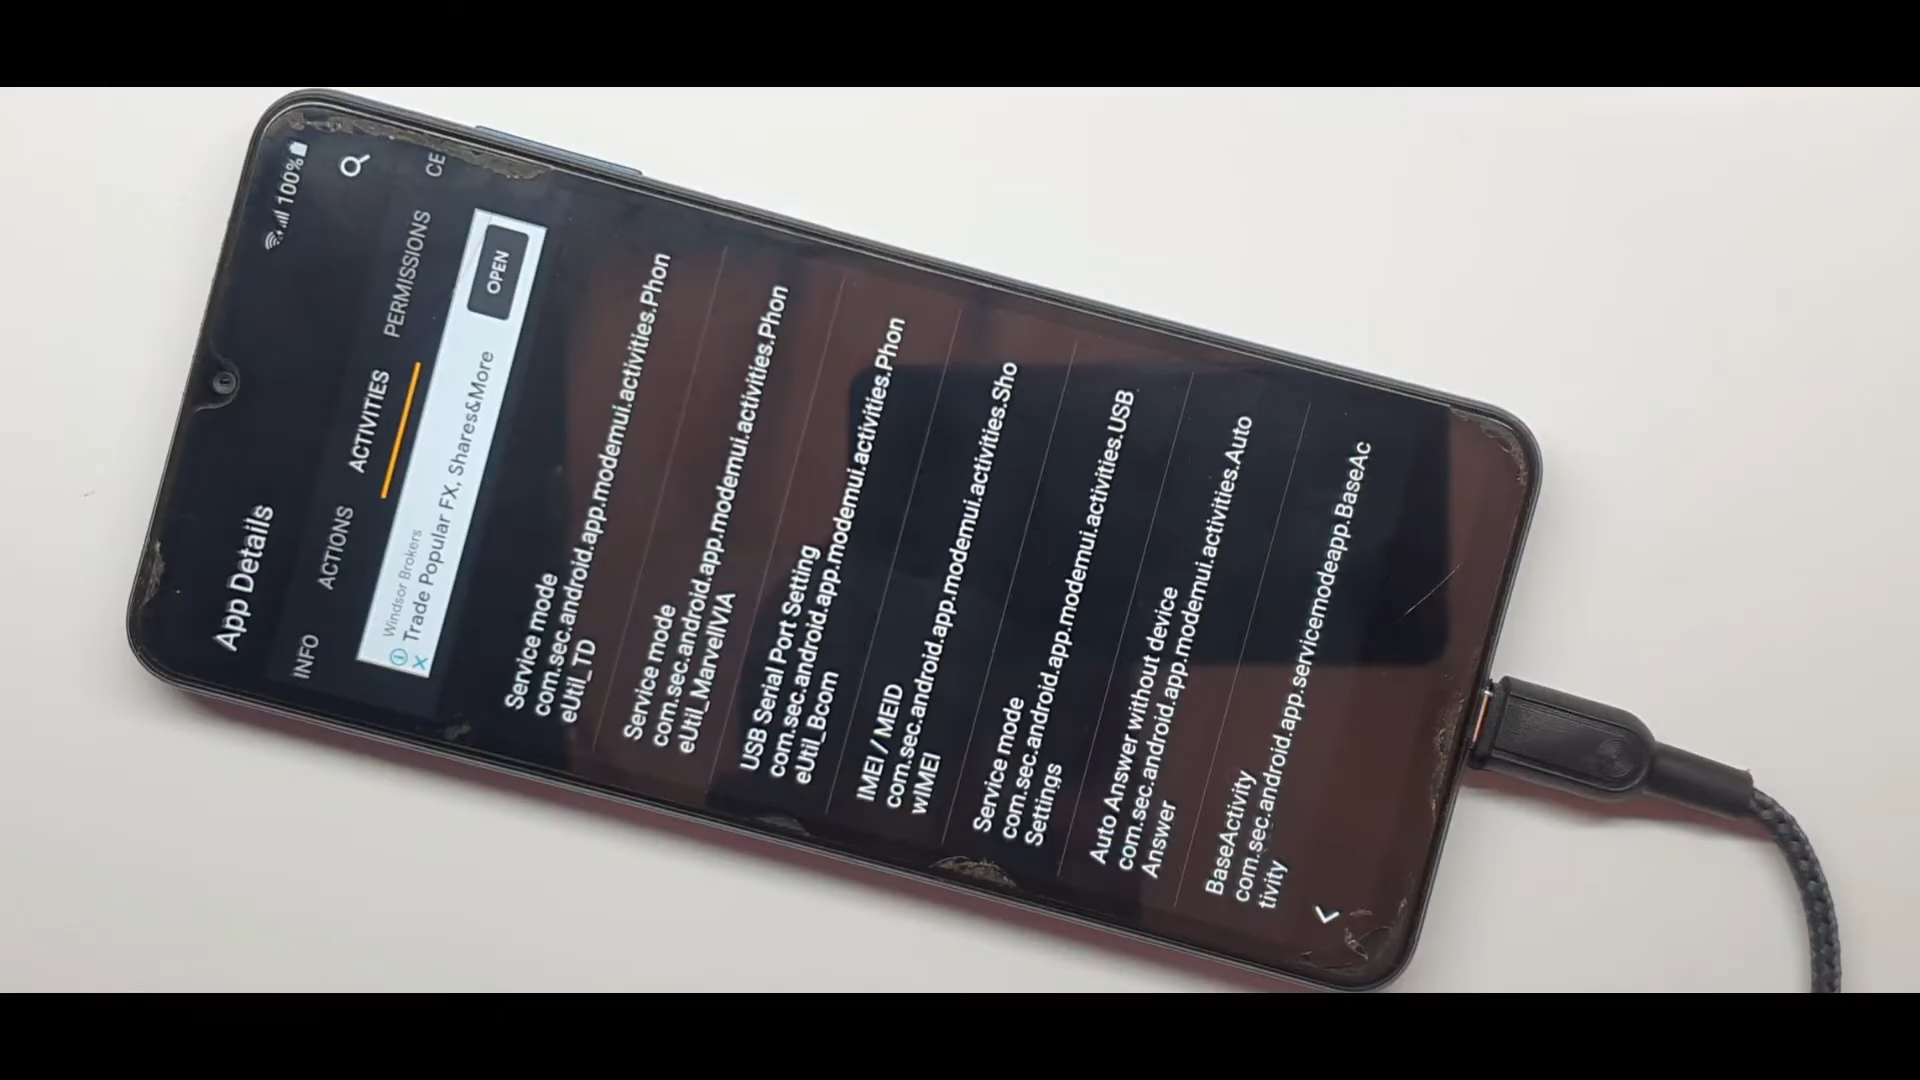 100%
App Details
INFO
ACTIONS
ACTIVITIES
PERMISSIONS
CE
Windsor Brokers
Trade Popular FX, Shares&More
OPEN
Service mode
com.sec.android.app.modemui.activities.Phon
eUtil_TD
Service mode
com.sec.android.app.modemui.activities.Phon
eUtil_MarvellVIA
USB Serial Port Setting
com.sec.android.app.modemui.activities.Phon
eUtil_Bcom
IMEI / MEID
com.sec.android.app.modemui.activities.Sho
wIMEI
Service mode
com.sec.android.app.modemui.activities.USB
Settings
Auto Answer without device
com.sec.android.app.modemui.activities.Auto
Answer
BaseActivity
com.sec.android.app.servicemodeapp.BaseAc
tivity